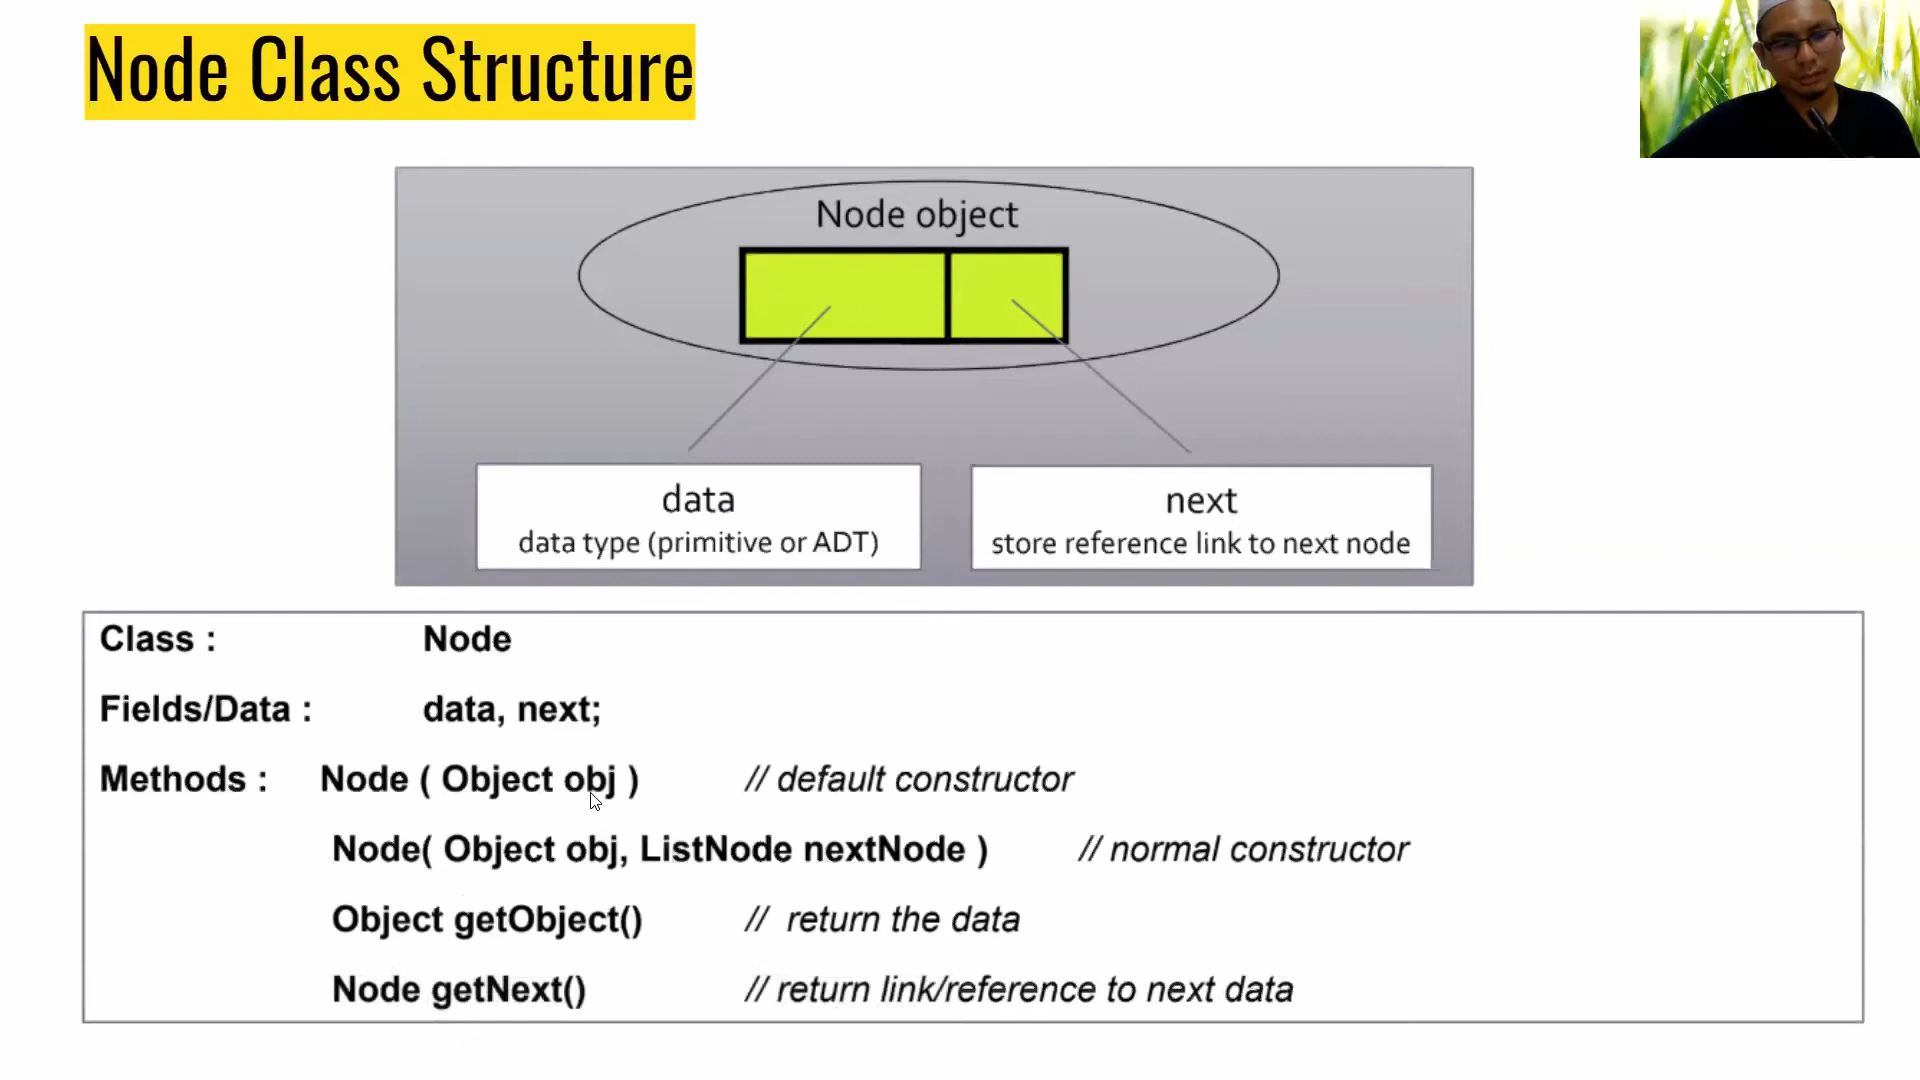 Node Class Structure
Node object
data
data type (primitive or ADT)
next
store reference link to next node
Class : Node
Fields/Data : data, next;
Methods : Node ( Object obj ) // default constructor
Node( Object obj, ListNode nextNode ) // normal constructor
Object getObject() // return the data
Node getNext() // return link/reference to next data